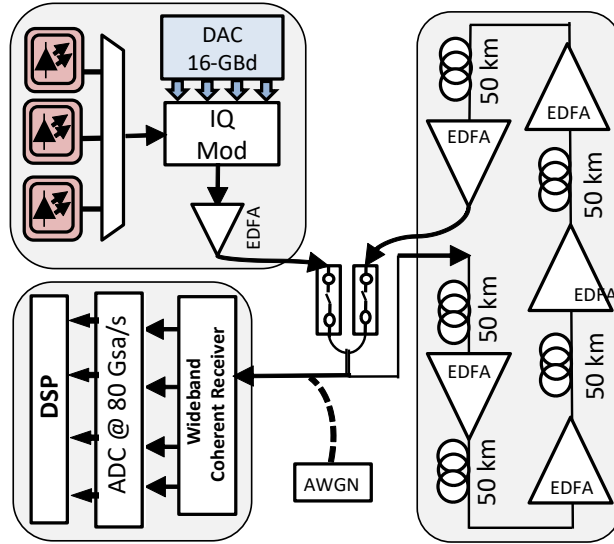 DAC
16-GBd
IQ
Mod
EDFA
50 km
EDFA
EDFA
50 km
50 km
EDFA
EDFA
50 km
50 km
EDFA
DSP
ADC @ 80 Gsa/s
Wideband
Coherent Receiver
AWGN